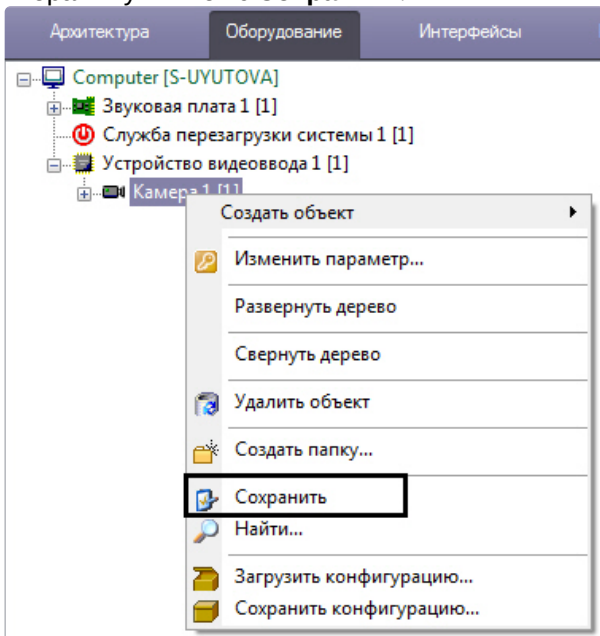 Архитектура Оборудование Интерфейсы
Computer [S-UYUTOVA]
Звуковая плата 1 [1]
Служба перезагрузки системы 1 [1]
Устройство видеоввода 1 [1]
Камера 1 [1]
Создать объект
Изменить параметр...
Развернуть дерево
Свернуть дерево
Удалить объект
Создать папку...
Сохранить
Найти...
Загрузить конфигурацию...
Сохранить конфигурацию...